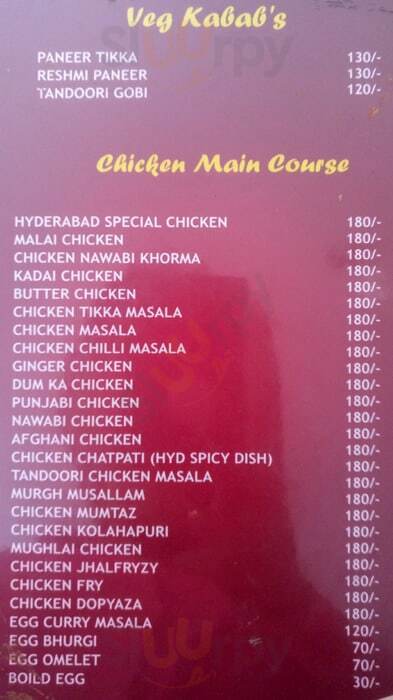 Veg Kabab's
sluurpy
PANEER TIKKA 130/-
RESHMI PANEER 130/-
TANDOORI GOBI 120/-
Chicken Main Course
HYDERABAD SPECIAL CHICKEN 180/-
MALAI CHICKEN 180/-
CHICKEN NAWABI KHORMA 180/-
KADAI CHICKEN 180/-
BUTTER CHICKEN 180/-
CHICKEN TIKKA MASALA 180/-
CHICKEN MASALA 180/-
CHICKEN CHILLI MASALA 180/-
GINGER CHICKEN 180/-
DUM KA CHICKEN 180/-
PUNJABI CHICKEN 180/-
NAWABI CHICKEN 180/-
AFGHANI CHICKEN 180/-
CHICKEN CHATPATI (HYD SPICY DISH) 180/-
TANDOORI CHICKEN MASALA 180/-
MURGH MUSALLAM 180/-
CHICKEN MUMTAZ 180/-
CHICKEN KOLAHAPURI 180/-
MUGHLAI CHICKEN 180/-
CHICKEN JHALFRYZY 180/-
CHICKEN FRY 180/-
CHICKEN DOPYAZA 180/-
EGG CURRY MASALA 120/-
EGG BHURGI 70/-
EGG OMELET 70/-
BOILD EGG 30/-